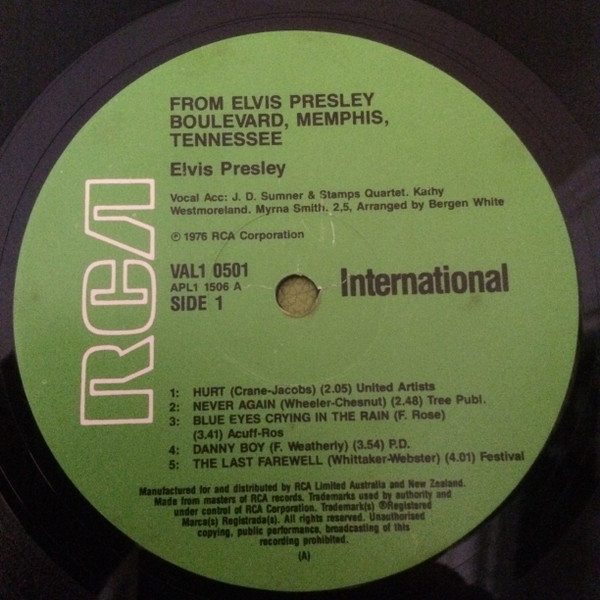 FROM ELVIS PRESLEY
BOULEVARD, MEMPHIS,
TENNESSEE
Elvis Presley
Vocal Acc: J. D. Sumner & Stamps Quartet. Kathy
Westmoreland. Myrna Smith. 2,5, Arranged by Bergen White
℗ 1976 RCA Corporation
RCA
VAL1 0501
APL1 1506 A
SIDE 1
International
1: HURT (Crane-Jacobs) (2.05) United Artists
2: NEVER AGAIN (Wheeler-Chesnut) (2.48) Tree Publ.
3: BLUE EYES CRYING IN THE RAIN (F. Rose)
(3.41) Acuff-Ros
4: DANNY BOY (F. Weatherly) (3.54) P.D.
5: THE LAST FAREWELL (Whittaker-Webster) (4.01) Festival
Manufactured for and distributed by RCA Limited Australia and New Zealand.
Made from masters of RCA records. Trademarks used by authority and
under control of RCA Corporation. Trademark(s) ®Registered
Marca(s) Registrada(s). All rights reserved. Unauthorised
copying, public performance, broadcasting of this
recording prohibited.
(A)